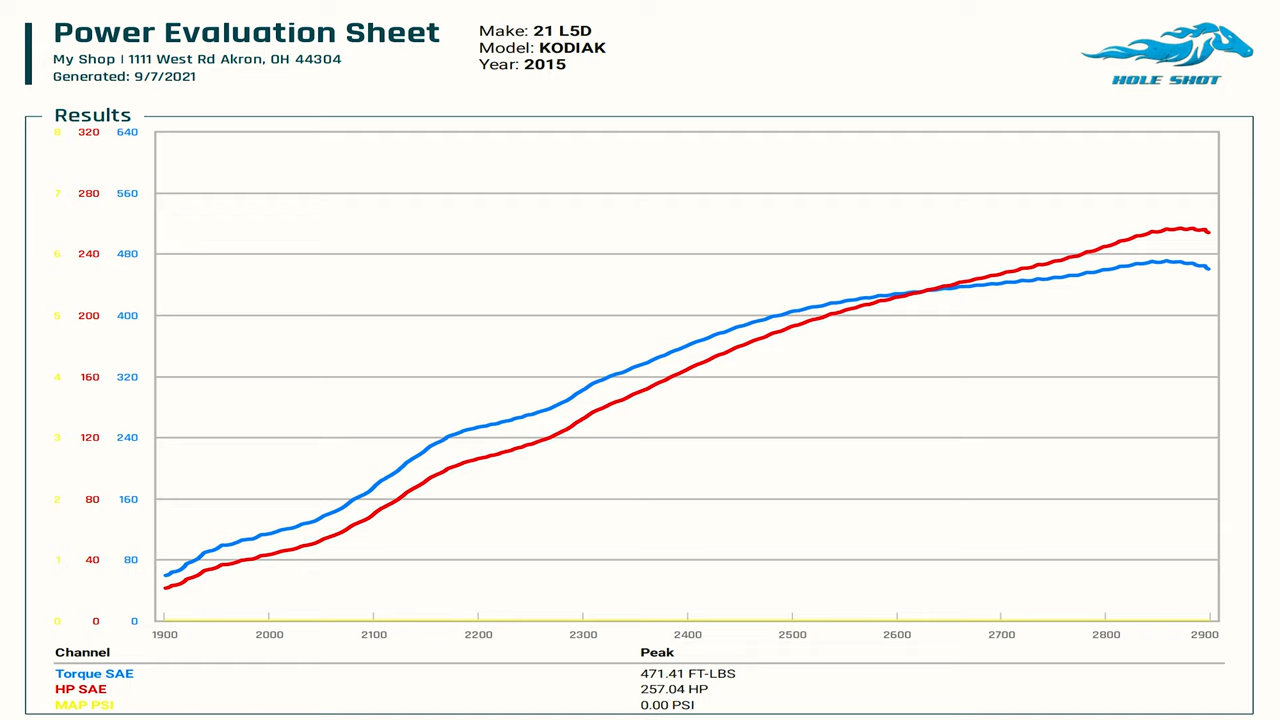 Power Evaluation Sheet
My Shop | 1111 West Rd Akron, OH 44304
Generated: 9/7/2021
Make: 21 L5D
Model: KODIAK
Year: 2015
HOLE SHOT
Results
8 320 640
7 280 560
6 240 480
5 200 400
4 160 320
3 120 240
2 80 160
1 40 80
0 0 0
1900 2000 2100 2200 2300 2400 2500 2600 2700 2800 2900
Channel Peak
Torque SAE 471.41 FT-LBS
HP SAE 257.04 HP
MAP PSI 0.00 PSI